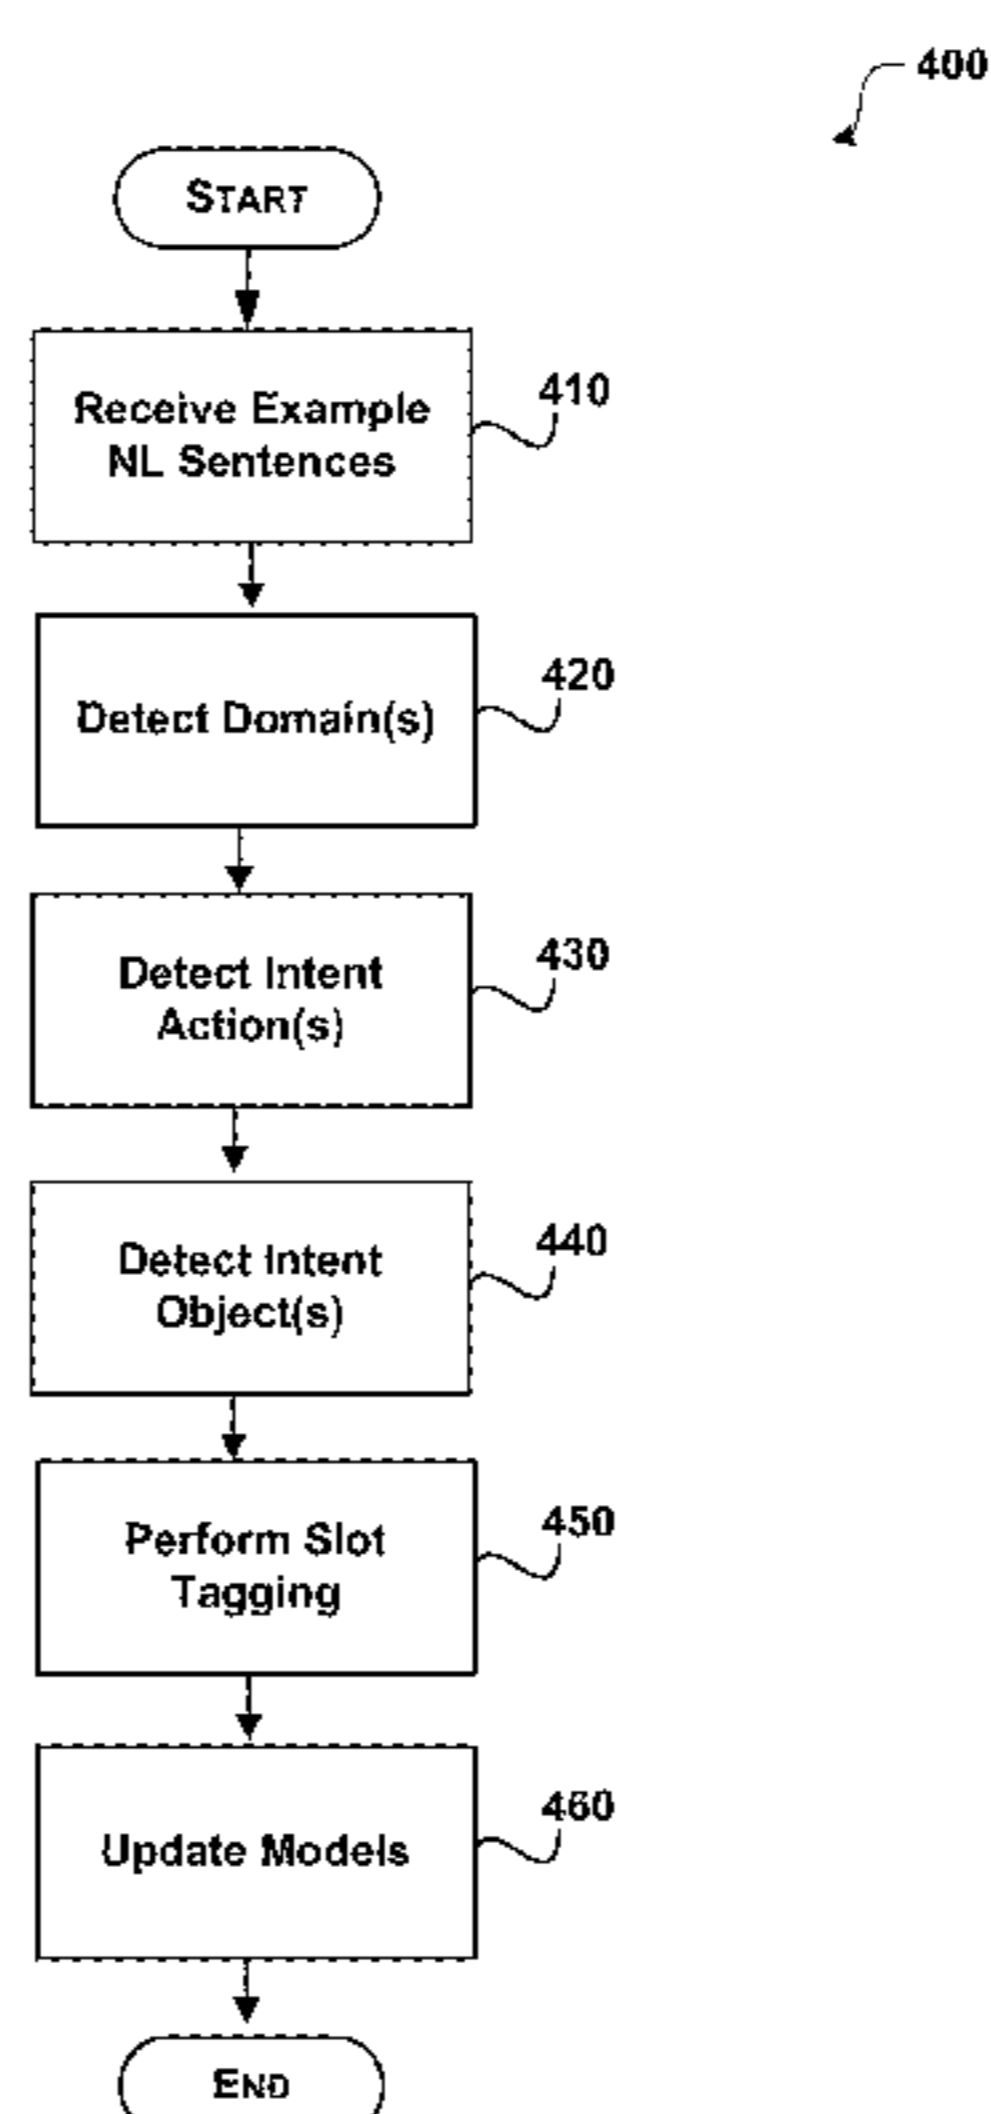 400
START
Receive Example
NL Sentences
410
Detect Domain(s)
420
Detect Intent
Action(s)
430
Detect Intent
Object(s)
440
Perform Slot
Tagging
450
Update Models
460
END